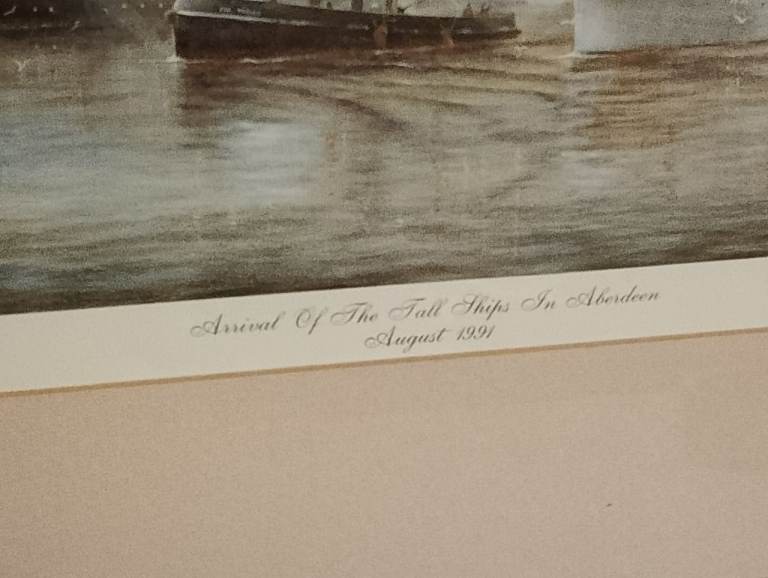 Arrival Of The Tall Ships In Aberdeen
August 1991